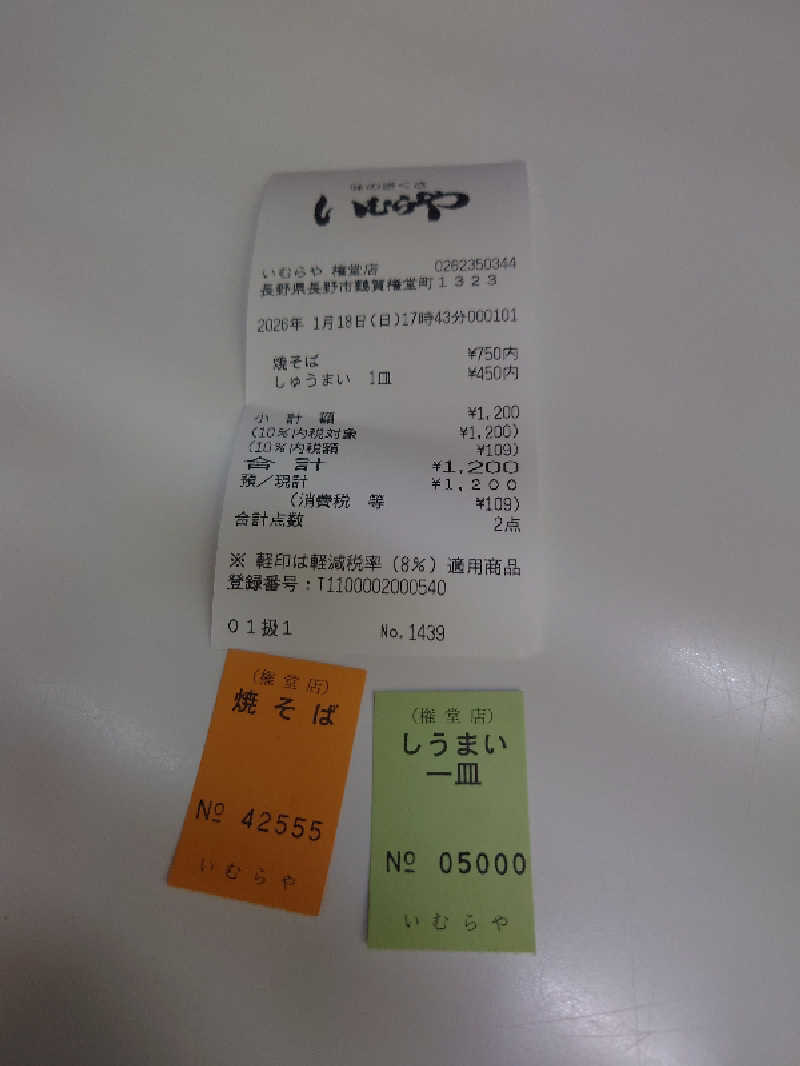 味の愛くさ
いむらや
いむらや 権堂店 0262350344
長野県長野市鶴賀権堂町1323
2026年 1月18日(日)17時43分000101
焼そば ¥750内
しゅうまい 1皿 ¥450内
小 計 額 ¥1,200
(10%内税対象 ¥1,200)
(10%内税額 ¥109)
合 計 ¥1,200
預/現計 ¥1,200
(消費税 等 ¥109)
合計点数 2点
※ 軽印は軽減税率(8%)適用商品
登録番号:T1100002000540
01扱1 No.1439
(権堂店)
焼そば
№ 42555
いむらや
(権堂店)
しうまい
一皿
№ 05000
いむらや